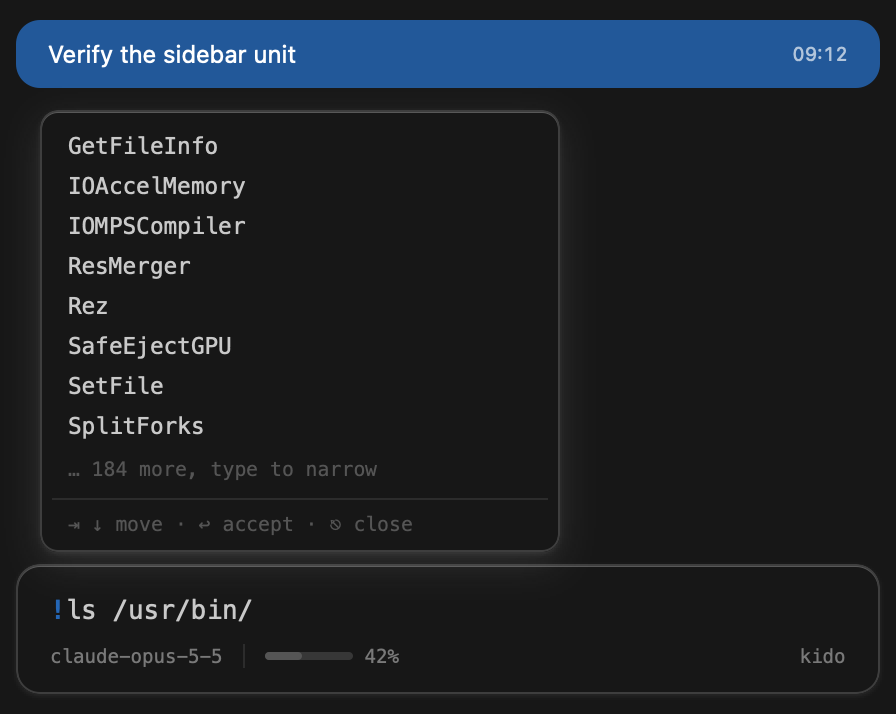 Verify the sidebar unit 09:12
GetFileInfo
IOAccelMemory
IOMPSCompiler
ResMerger
Rez
SafeEjectGPU
SetFile
SplitForks
… 184 more, type to narrow
⇥ ↓ move · ↩ accept · ⎋ close
!ls /usr/bin/
claude-opus-5-5 42% kido